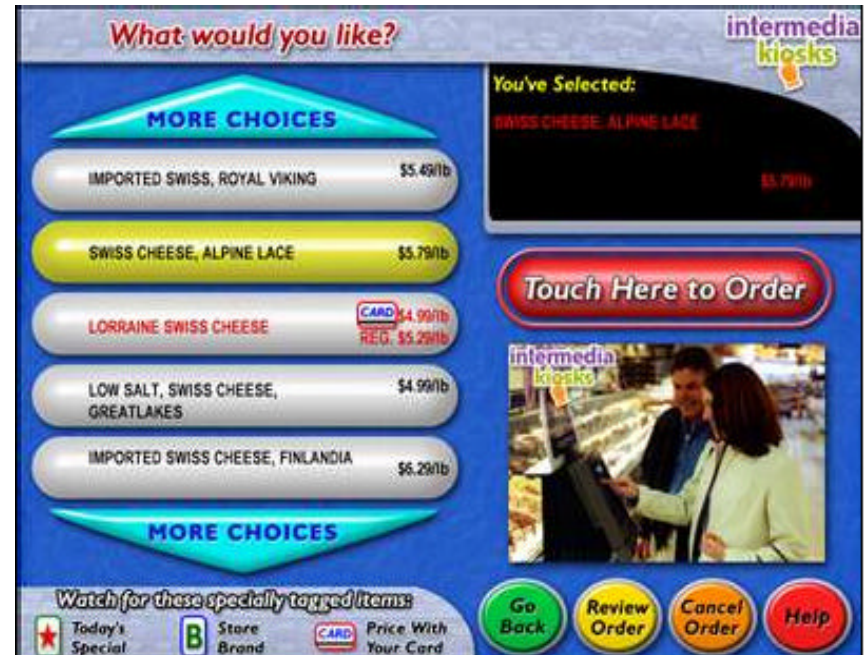 What would you like?
intermedia
kiosks
MORE CHOICES
IMPORTED SWISS, ROYAL VIKING $5.49/lb
SWISS CHEESE, ALPINE LACE $5.79/lb
LORRAINE SWISS CHEESE CARD $4.99/lb
REG. $5.29/lb
LOW SALT, SWISS CHEESE, $4.99/lb
GREATLAKES
IMPORTED SWISS CHEESE, FINLANDIA
$6.29/lb
MORE CHOICES
Watch for these specially tagged items:
Today's
Special
B Store
Brand
CARD Price With
Your Card
You've Selected:
SWISS CHEESE, ALPINE LACE
$5.79/lb
Touch Here to Order
intermedia
kiosks
Go
Back
Review
Order
Cancel
Order
Help